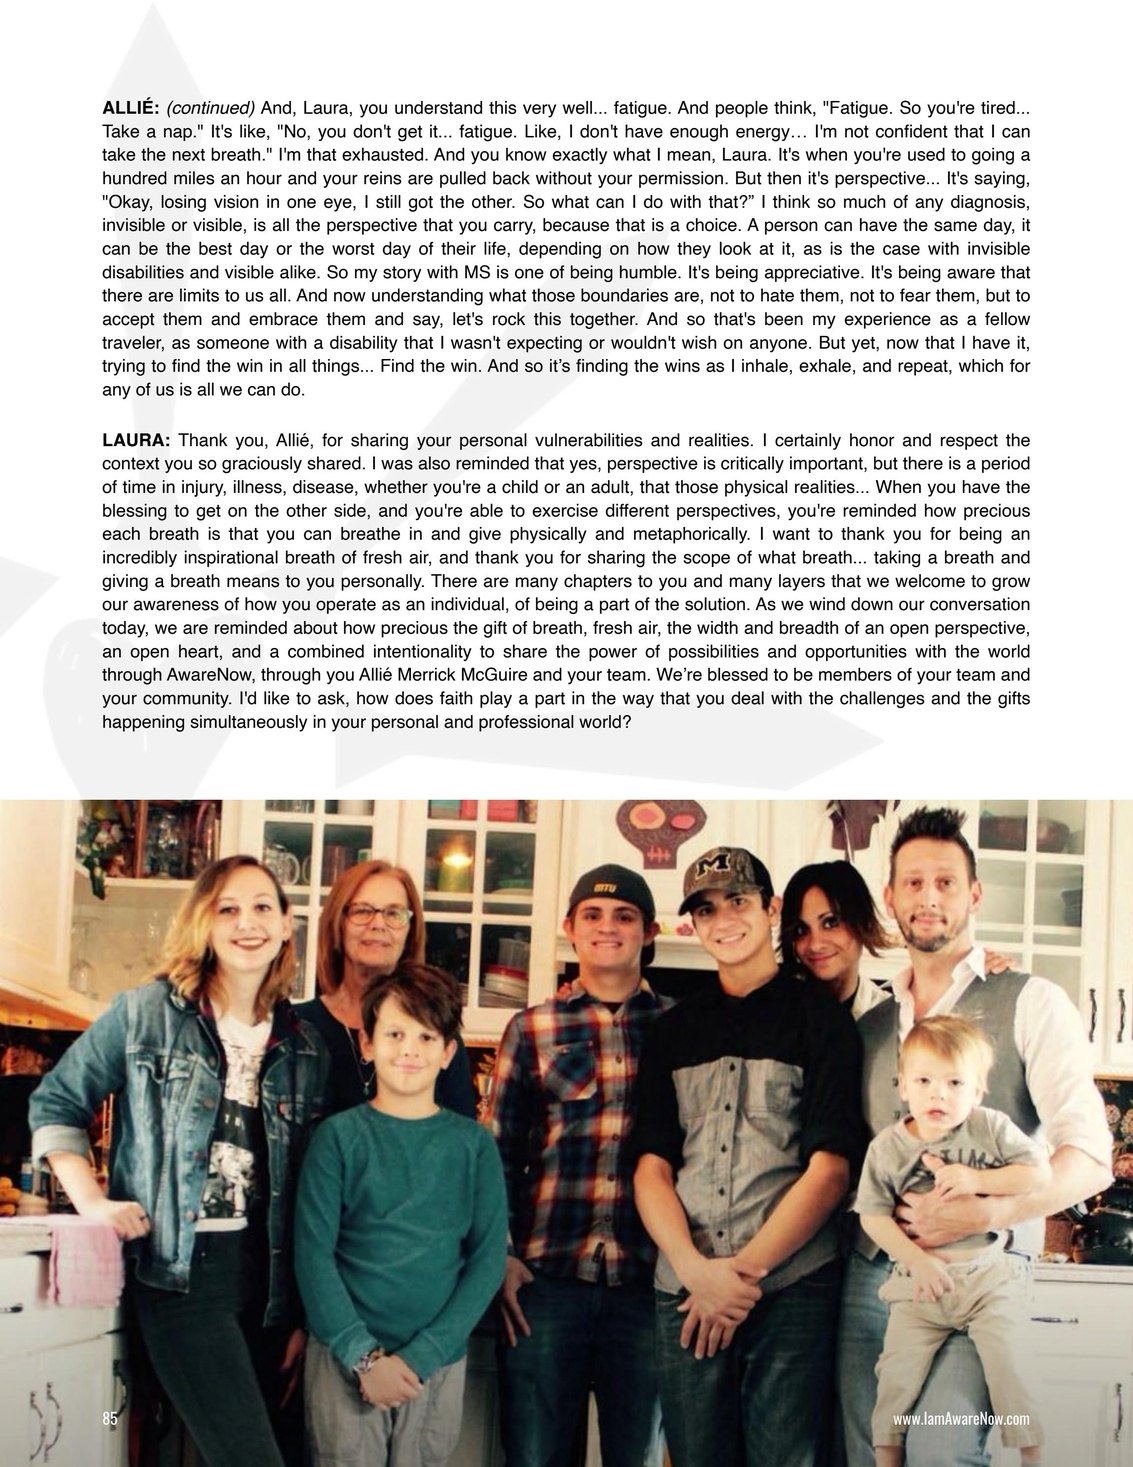 ALLIÉ: (continued) And, Laura, you understand this very well... fatigue. And people think, "Fatigue. So you're tired...
Take a nap." It's like, "No, you don't get it... fatigue. Like, I don't have enough energy… I'm not confident that I can
take the next breath." I'm that exhausted. And you know exactly what I mean, Laura. It's when you're used to going a
hundred miles an hour and your reins are pulled back without your permission. But then it's perspective... It's saying,
"Okay, losing vision in one eye, I still got the other. So what can I do with that?” I think so much of any diagnosis,
invisible or visible, is all the perspective that you carry, because that is a choice. A person can have the same day, it
can be the best day or the worst day of their life, depending on how they look at it, as is the case with invisible
disabilities and visible alike. So my story with MS is one of being humble. It's being appreciative. It's being aware that
there are limits to us all. And now understanding what those boundaries are, not to hate them, not to fear them, but to
accept them and embrace them and say, let's rock this together. And so that's been my experience as a fellow
traveler, as someone with a disability that I wasn't expecting or wouldn't wish on anyone. But yet, now that I have it,
trying to find the win in all things... Find the win. And so it’s finding the wins as I inhale, exhale, and repeat, which for
any of us is all we can do.
LAURA: Thank you, Allié, for sharing your personal vulnerabilities and realities. I certainly honor and respect the
context you so graciously shared. I was also reminded that yes, perspective is critically important, but there is a period
of time in injury, illness, disease, whether you're a child or an adult, that those physical realities... When you have the
blessing to get on the other side, and you're able to exercise different perspectives, you're reminded how precious
each breath is that you can breathe in and give physically and metaphorically. I want to thank you for being an
incredibly inspirational breath of fresh air, and thank you for sharing the scope of what breath... taking a breath and
giving a breath means to you personally. There are many chapters to you and many layers that we welcome to grow
our awareness of how you operate as an individual, of being a part of the solution. As we wind down our conversation
today, we are reminded about how precious the gift of breath, fresh air, the width and breadth of an open perspective,
an open heart, and a combined intentionality to share the power of possibilities and opportunities with the world
through AwareNow, through you Allié Merrick McGuire and your team. We’re blessed to be members of your team and
your community. I'd like to ask, how does faith play a part in the way that you deal with the challenges and the gifts
happening simultaneously in your personal and professional world?
MTU
M
85
www.IamAwareNow.com